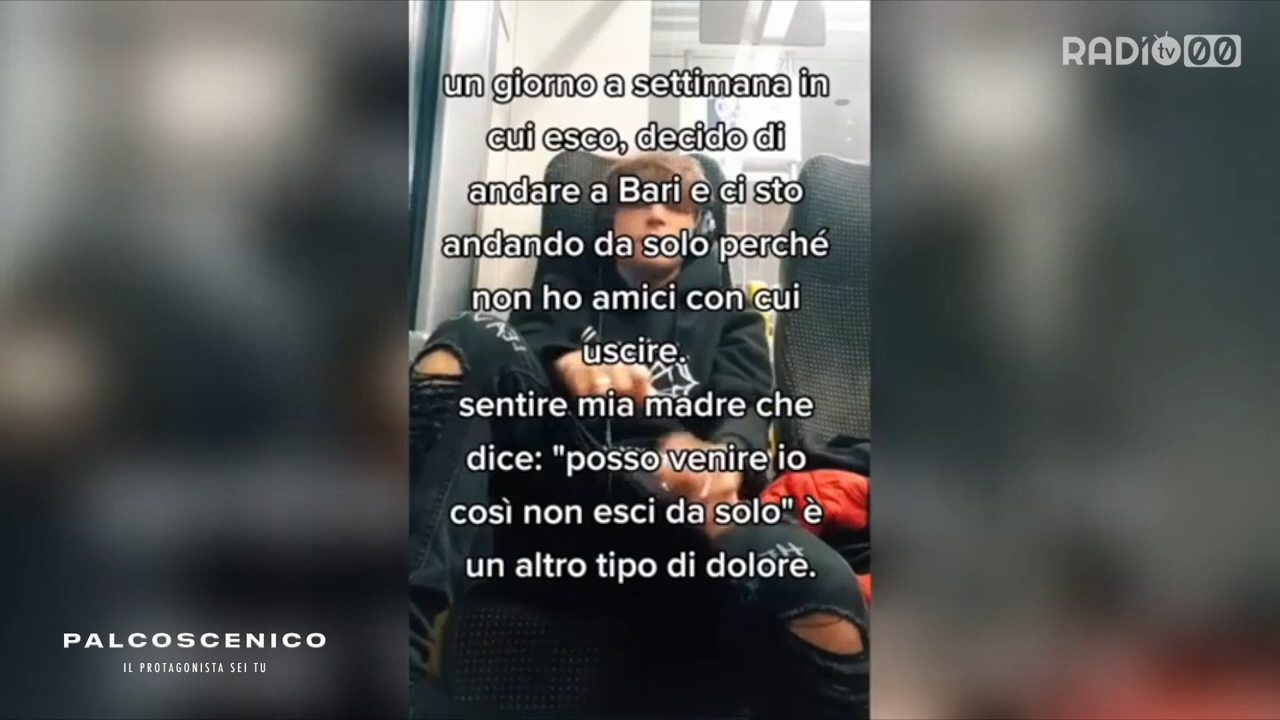 RADIO tv 00
un giorno a settimana in
cui esco, decido di
andare a Bari e ci sto
andando da solo perché
non ho amici con cui
uscire.
sentire mia madre che
dice: "posso venire io
così non esci da solo" è
un altro tipo di dolore.
PALCOSCENICO
IL PROTAGONISTA SEI TU